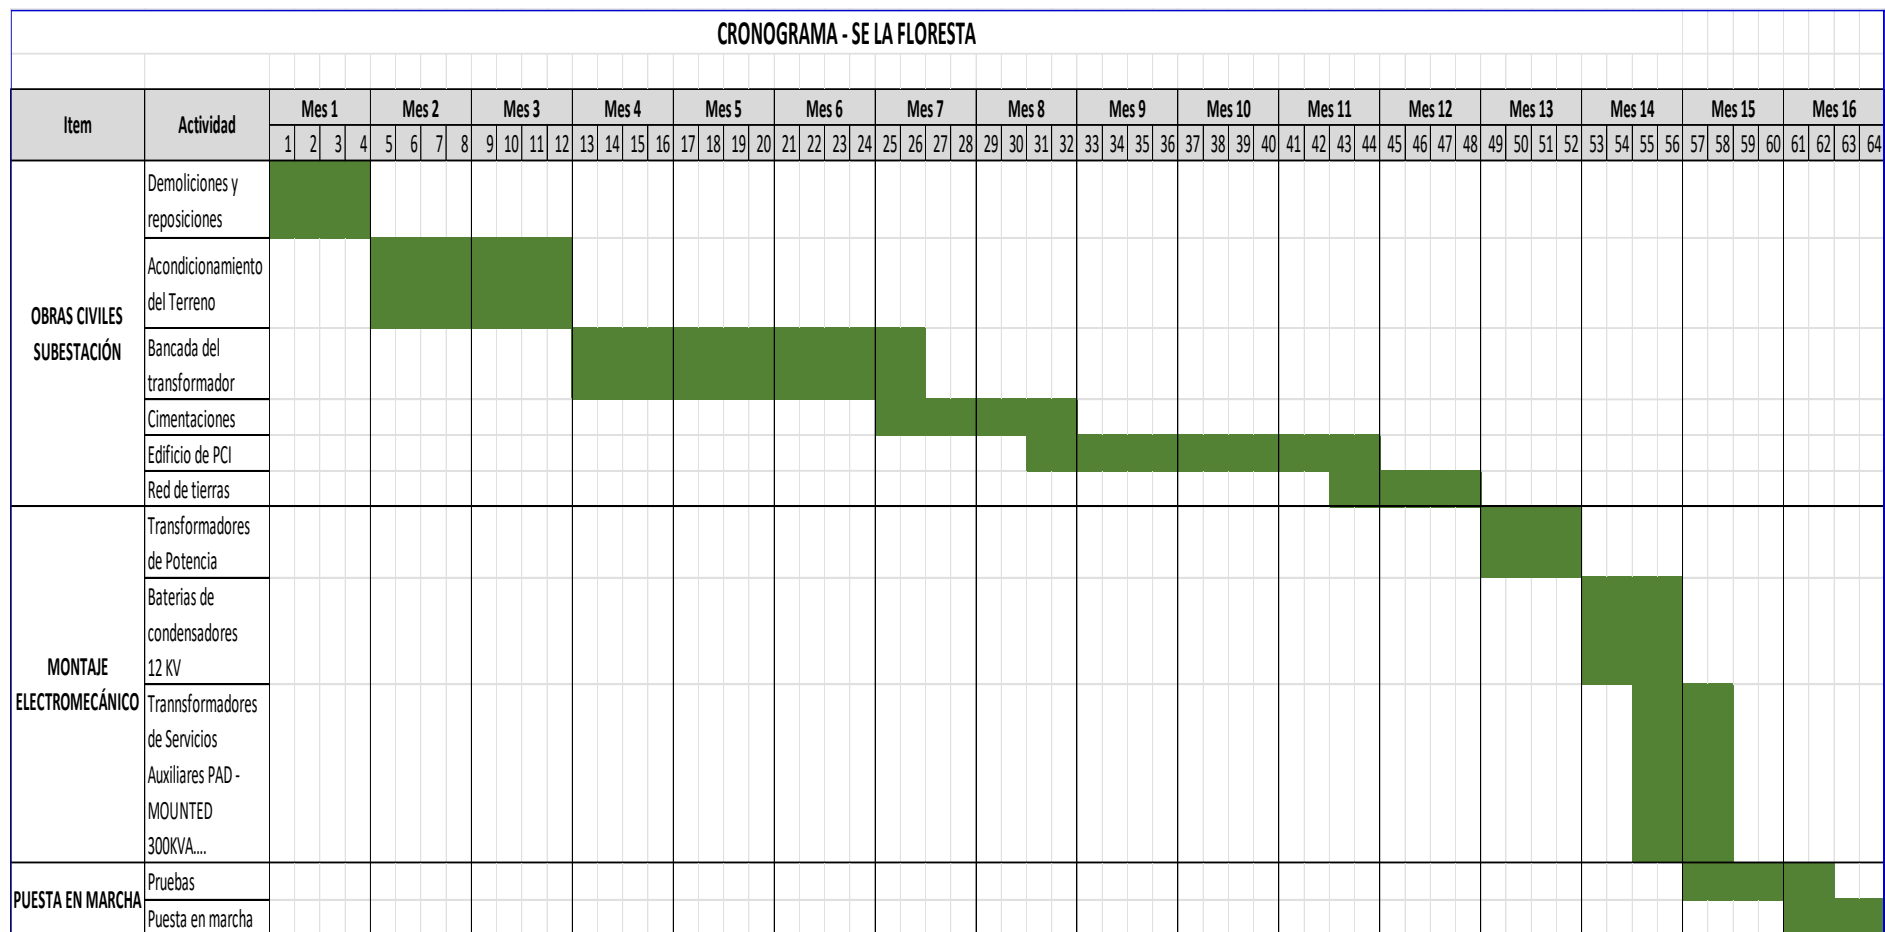 CRONOGRAMA - SE LA FLORESTA
Item Actividad Mes 1 Mes 2 Mes 3 Mes 4 Mes 5 Mes 6 Mes 7 Mes 8 Mes 9 Mes 10 Mes 11 Mes 12 Mes 13 Mes 14 Mes 15 Mes 16
1 2 3 4 5 6 7 8 9 10 11 12 13 14 15 16 17 18 19 20 21 22 23 24 25 26 27 28 29 30 31 32 33 34 35 36 37 38 39 40 41 42 43 44 45 46 47 48 49 50 51 52 53 54 55 56 57 58 59 60 61 62 63 64
OBRAS CIVILES
SUBESTACIÓN
Demoliciones y
reposiciones
Acondicionamiento
del Terreno
Bancada del
transformador
Cimentaciones
Edificio de PCI
Red de tierras
MONTAJE
ELECTROMECÁNICO
Transformadores
de Potencia
Baterias de
condensadores
12 KV
Trannsformadores
de Servicios
Auxiliares PAD -
MOUNTED
300KVA....
PUESTA EN MARCHA
Pruebas
Puesta en marcha